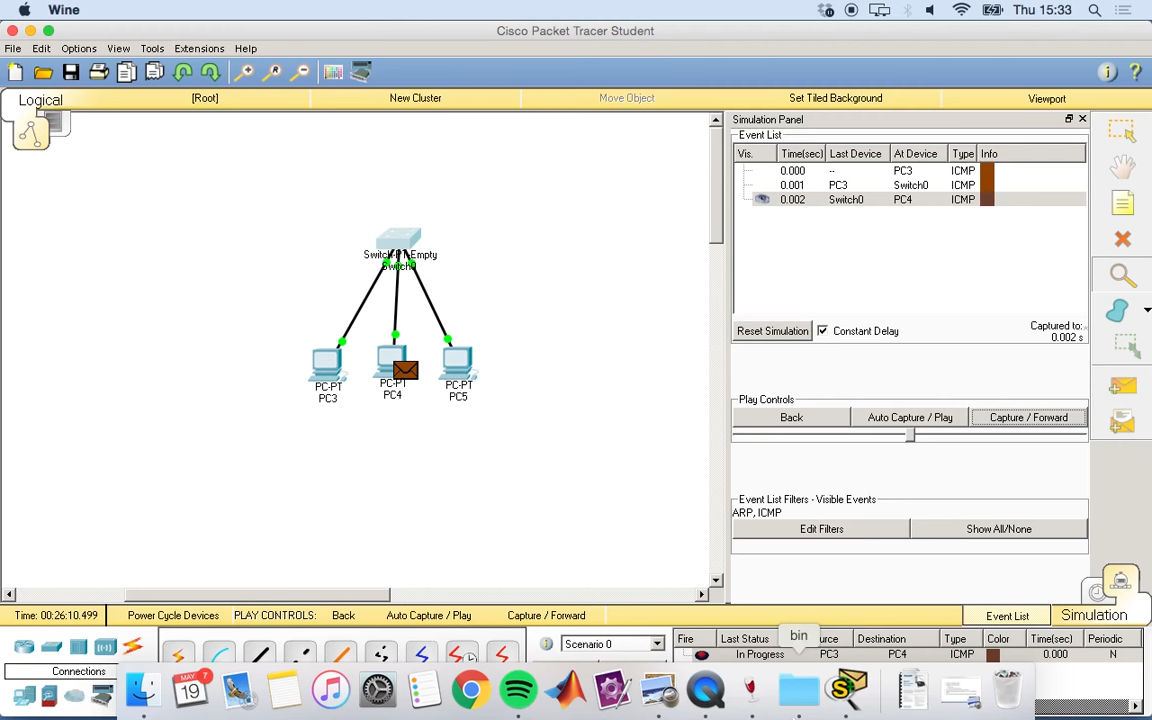 Wine
Thu 15:33
Cisco Packet Tracer Student
File Edit Options View Tools Extensions Help
Logical
[Root]
New Cluster
Move Object
Set Tiled Background
Viewport
Simulation Panel
Event List
Vis. Time(sec) Last Device At Device Type Info
0.000 -- PC3 ICMP
0.001 PC3 Switch0 ICMP
0.002 Switch0 PC4 ICMP
Reset Simulation
Constant Delay
Captured to:
0.002 s
Play Controls
Back
Auto Capture / Play
Capture / Forward
Event List Filters - Visible Events
ARP, ICMP
Edit Filters
Show All/None
Switch-PT-Empty
Switch0
PC-PT
PC3
PC-PT
PC4
PC-PT
PC5
Time: 00:26:10.499
Power Cycle Devices
PLAY CONTROLS:
Back
Auto Capture / Play
Capture / Forward
Event List
Simulation
Connections
Scenario 0
bin
Fire Last Status Destination Type Color Time(sec) Periodic
In Progress PC3 PC4 ICMP 0.000 N
MAY 7
19